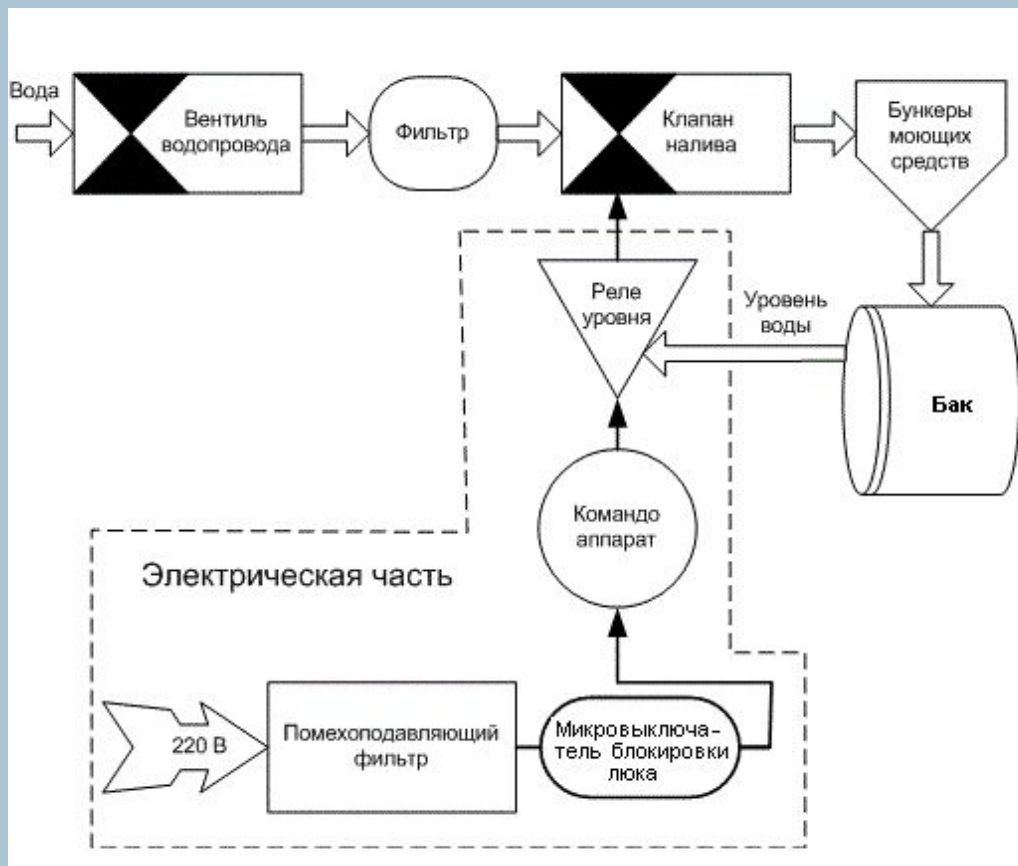 Вода
Вентиль
водопровода
Фильтр
Клапан
налива
Бункеры
моющих
средств
Реле
уровня
Уровень
воды
Бак
Командо
аппарат
Электрическая часть
220 В
Помехоподавляющий
фильтр
Микровыключа-
тель блокировки
люка